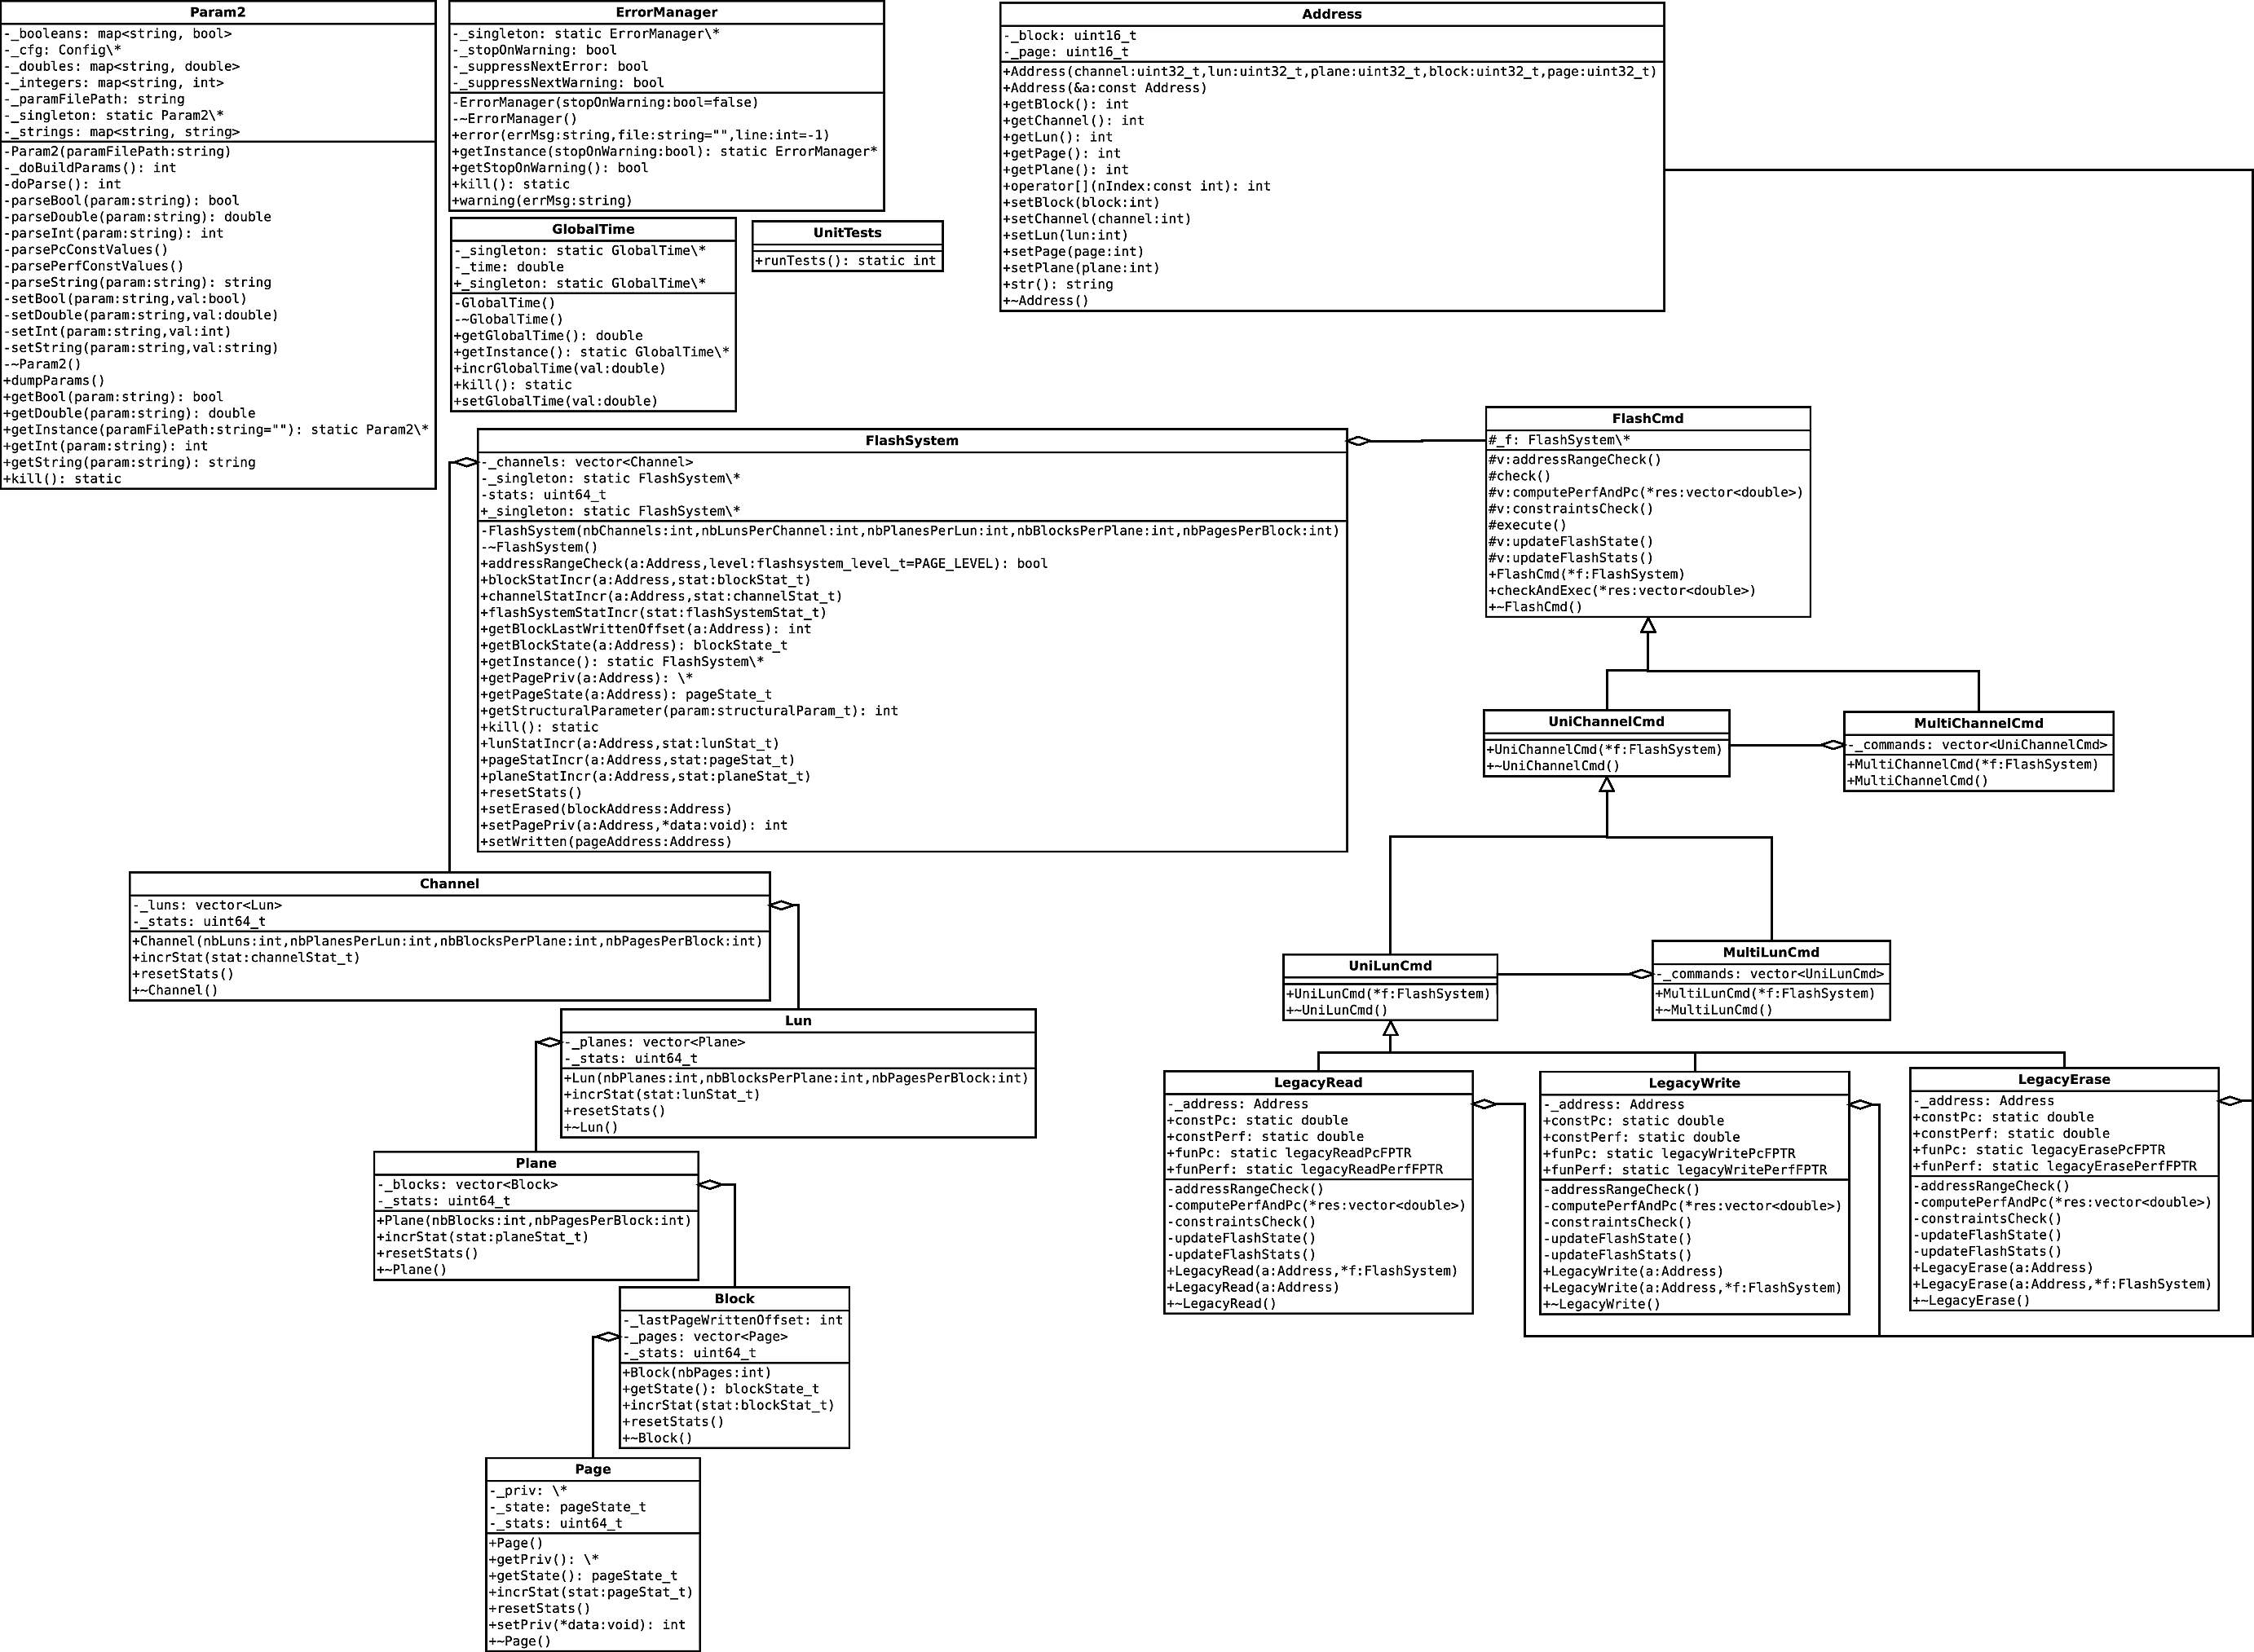 Param2
-_booleans: map<string, bool>
-_cfg: Config\*
-_doubles: map<string, double>
-_integers: map<string, int>
-_paramFilePath: string
-_singleton: static Param2\*
-_strings: map<string, string>
-Param2(paramFilePath:string)
-_doBuildParams(): int
-doParse(): int
-parseBool(param:string): bool
-parseDouble(param:string): double
-parseInt(param:string): int
-parsePcConstValues()
-parsePerfConstValues()
-parseString(param:string): string
-setBool(param:string,val:bool)
-setDouble(param:string,val:double)
-setInt(param:string,val:int)
-setString(param:string,val:string)
-~Param2()
+dumpParams()
+getBool(param:string): bool
+getDouble(param:string): double
+getInstance(paramFilePath:string=""): static Param2\*
+getInt(param:string): int
+getString(param:string): string
+kill(): static
ErrorManager
-_singleton: static ErrorManager\*
-_stopOnWarning: bool
-_suppressNextError: bool
-_suppressNextWarning: bool
-ErrorManager(stopOnWarning:bool=false)
-~ErrorManager()
+error(errMsg:string,file:string="",line:int=-1)
+getInstance(stopOnWarning:bool): static ErrorManager*
+getStopOnWarning(): bool
+kill(): static
+warning(errMsg:string)
GlobalTime
-_singleton: static GlobalTime\*
-_time: double
+_singleton: static GlobalTime\*
-GlobalTime()
-~GlobalTime()
+getGlobalTime(): double
+getInstance(): static GlobalTime\*
+incrGlobalTime(val:double)
+kill(): static
+setGlobalTime(val:double)
UnitTests
+runTests(): static int
Address
-_block: uint16_t
-_page: uint16_t
+Address(channel:uint32_t,lun:uint32_t,plane:uint32_t,block:uint32_t,page:uint32_t)
+Address(&a:const Address)
+getBlock(): int
+getChannel(): int
+getLun(): int
+getPage(): int
+getPlane(): int
+operator[](nIndex:const int): int
+setBlock(block:int)
+setChannel(channel:int)
+setLun(lun:int)
+setPage(page:int)
+setPlane(plane:int)
+str(): string
+~Address()
FlashSystem
-_channels: vector<Channel>
-_singleton: static FlashSystem\*
-stats: uint64_t
+_singleton: static FlashSystem\*
-FlashSystem(nbChannels:int,nbLunsPerChannel:int,nbPlanesPerLun:int,nbBlocksPerPlane:int,nbPagesPerBlock:int)
-~FlashSystem()
+addressRangeCheck(a:Address,level:flashsystem_level_t=PAGE_LEVEL): bool
+blockStatIncr(a:Address,stat:blockStat_t)
+channelStatIncr(a:Address,stat:channelStat_t)
+flashSystemStatIncr(stat:flashSystemStat_t)
+getBlockLastWrittenOffset(a:Address): int
+getBlockState(a:Address): blockState_t
+getInstance(): static FlashSystem\*
+getPagePriv(a:Address): \*
+getPageState(a:Address): pageState_t
+getStructuralParameter(param:structuralParam_t): int
+kill(): static
+lunStatIncr(a:Address,stat:lunStat_t)
+pageStatIncr(a:Address,stat:pageStat_t)
+planeStatIncr(a:Address,stat:planeStat_t)
+resetStats()
+setErased(blockAddress:Address)
+setPagePriv(a:Address,*data:void): int
+setWritten(pageAddress:Address)
FlashCmd
#_f: FlashSystem\*
#v:addressRangeCheck()
#check()
#v:computePerfAndPc(*res:vector<double>)
#v:constraintsCheck()
#execute()
#v:updateFlashState()
#v:updateFlashStats()
+FlashCmd(*f:FlashSystem)
+checkAndExec(*res:vector<double>)
+~FlashCmd()
UniChannelCmd
+UniChannelCmd(*f:FlashSystem)
+~UniChannelCmd()
MultiChannelCmd
-_commands: vector<UniChannelCmd>
+MultiChannelCmd(*f:FlashSystem)
+MultiChannelCmd()
Channel
-_luns: vector<Lun>
-_stats: uint64_t
+Channel(nbLuns:int,nbPlanesPerLun:int,nbBlocksPerPlane:int,nbPagesPerBlock:int)
+incrStat(stat:channelStat_t)
+resetStats()
+~Channel()
UniLunCmd
+UniLunCmd(*f:FlashSystem)
+~UniLunCmd()
MultiLunCmd
-_commands: vector<UniLunCmd>
+MultiLunCmd(*f:FlashSystem)
+~MultiLunCmd()
Lun
-_planes: vector<Plane>
-_stats: uint64_t
+Lun(nbPlanes:int,nbBlocksPerPlane:int,nbPagesPerBlock:int)
+incrStat(stat:lunStat_t)
+resetStats()
+~Lun()
LegacyRead
-_address: Address
+constPc: static double
+constPerf: static double
+funPc: static legacyReadPcFPTR
+funPerf: static legacyReadPerfFPTR
-addressRangeCheck()
-computePerfAndPc(*res:vector<double>)
-constraintsCheck()
-updateFlashState()
-updateFlashStats()
+LegacyRead(a:Address,*f:FlashSystem)
+LegacyRead(a:Address)
+~LegacyRead()
LegacyWrite
-_address: Address
+constPc: static double
+constPerf: static double
+funPc: static legacyWritePcFPTR
+funPerf: static legacyWritePerfFPTR
-addressRangeCheck()
-computePerfAndPc(*res:vector<double>)
-constraintsCheck()
-updateFlashState()
-updateFlashStats()
+LegacyWrite(a:Address)
+LegacyWrite(a:Address,*f:FlashSystem)
+~LegacyWrite()
LegacyErase
-_address: Address
+constPc: static double
+constPerf: static double
+funPc: static legacyErasePcFPTR
+funPerf: static legacyErasePerfFPTR
-addressRangeCheck()
-computePerfAndPc(*res:vector<double>)
-constraintsCheck()
-updateFlashState()
-updateFlashStats()
+LegacyErase(a:Address)
+LegacyErase(a:Address,*f:FlashSystem)
+~LegacyErase()
Plane
-_blocks: vector<Block>
-_stats: uint64_t
+Plane(nbBlocks:int,nbPagesPerBlock:int)
+incrStat(stat:planeStat_t)
+resetStats()
+~Plane()
Block
-_lastPageWrittenOffset: int
-_pages: vector<Page>
-_stats: uint64_t
+Block(nbPages:int)
+getState(): blockState_t
+incrStat(stat:blockStat_t)
+resetStats()
+~Block()
Page
-_priv: \*
-_state: pageState_t
-_stats: uint64_t
+Page()
+getPriv(): \*
+getState(): pageState_t
+incrStat(stat:pageStat_t)
+resetStats()
+setPriv(*data:void): int
+~Page()